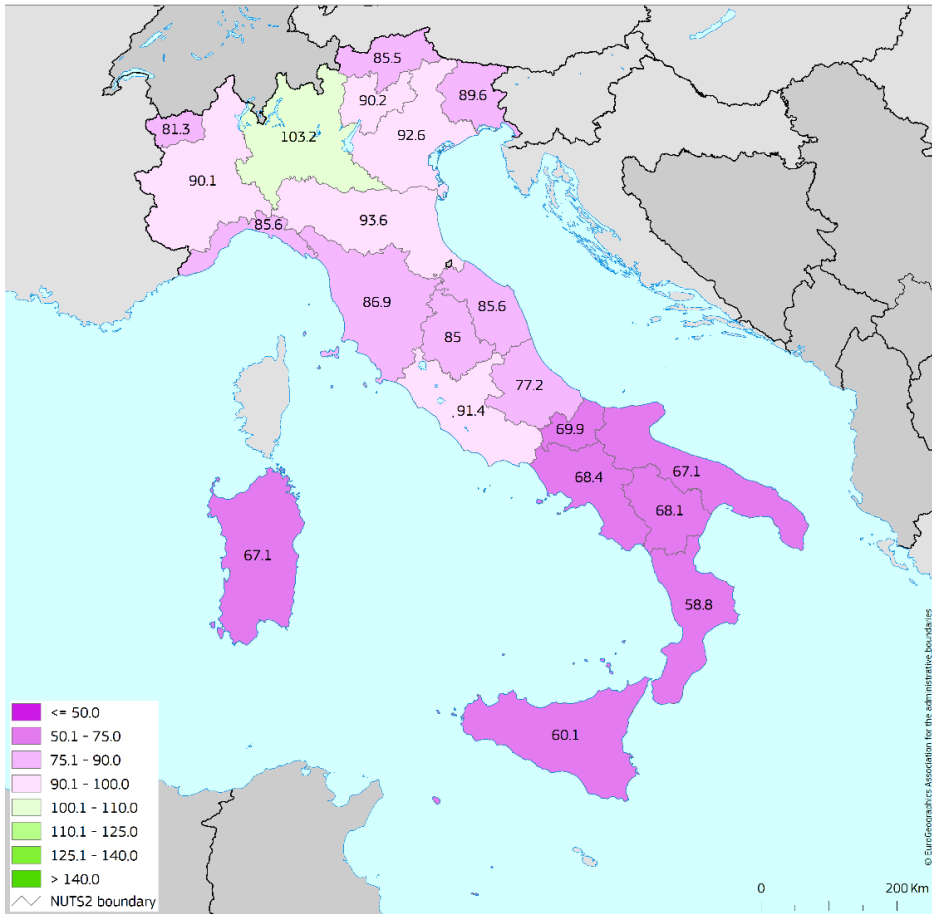 85.5
89.6
90.2
81.3
103.2
92.6
90.1
93.6
85.6
86.9
85.6
85
77.2
91.4
69.9
67.1
68.4
68.1
67.1
58.8
60.1
<= 50.0
50.1 - 75.0
75.1 - 90.0
90.1 - 100.0
100.1 - 110.0
110.1 - 125.0
125.1 - 140.0
> 140.0
NUTS2 boundary
0 200 Km
© EuroGeographics Association for the administrative boundaries